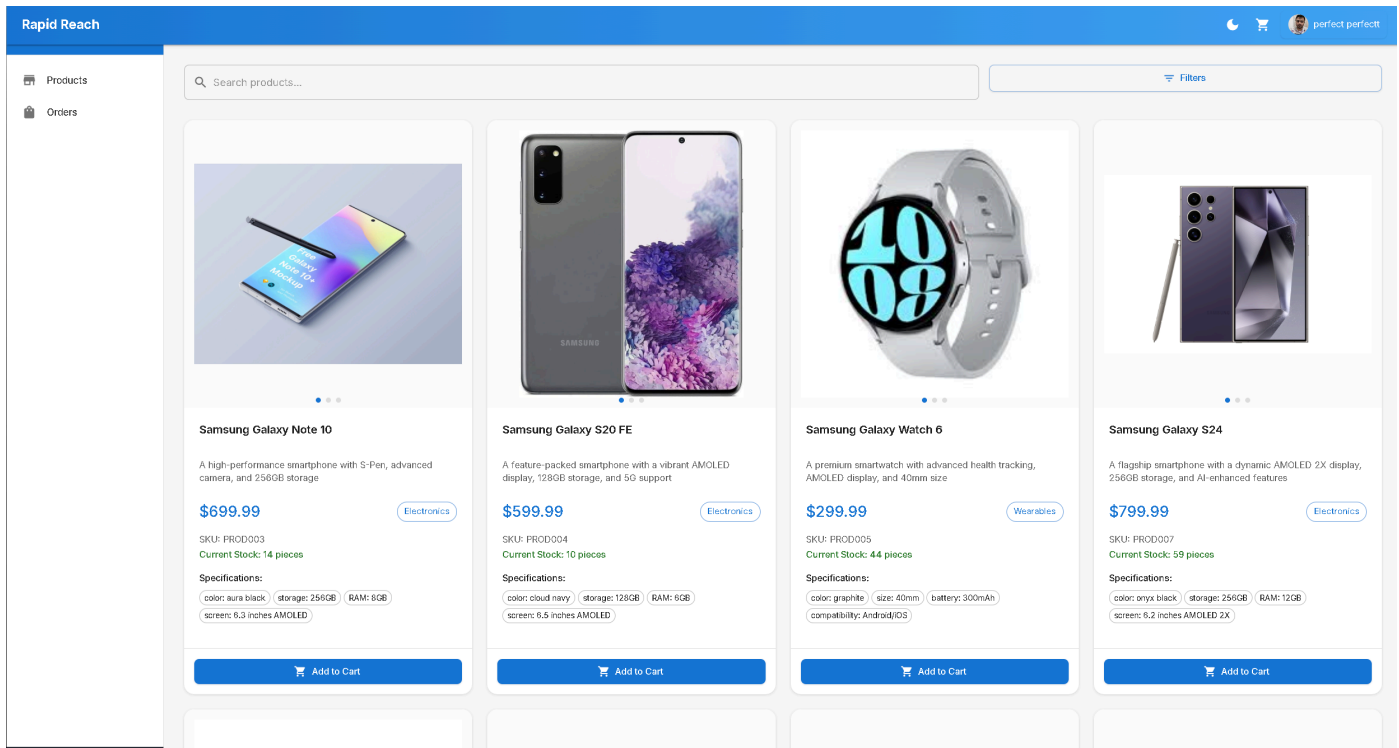 Rapid Reach
perfect perfectt
Products
Orders
Search products...
Filters
Free
Galaxy
Note 10+
Mockup
SAMSUNG
10
08
Samsung Galaxy Note 10
A high-performance smartphone with S-Pen, advanced
camera, and 256GB storage
$699.99
Electronics
SKU: PROD003
Current Stock: 14 pieces
Specifications:
color: aura black
storage: 256GB
RAM: 8GB
screen: 6.3 inches AMOLED
Add to Cart
Samsung Galaxy S20 FE
A feature-packed smartphone with a vibrant AMOLED
display, 128GB storage, and 5G support
$599.99
Electronics
SKU: PROD004
Current Stock: 10 pieces
Specifications:
color: cloud navy
storage: 128GB
RAM: 6GB
screen: 6.5 inches AMOLED
Add to Cart
Samsung Galaxy Watch 6
A premium smartwatch with advanced health tracking,
AMOLED display, and 40mm size
$299.99
Wearables
SKU: PROD005
Current Stock: 44 pieces
Specifications:
color: graphite
size: 40mm
battery: 300mAh
compatibility: Android/iOS
Add to Cart
Samsung Galaxy S24
A flagship smartphone with a dynamic AMOLED 2X display,
256GB storage, and AI-enhanced features
$799.99
Electronics
SKU: PROD007
Current Stock: 59 pieces
Specifications:
color: onyx black
storage: 256GB
RAM: 12GB
screen: 6.2 inches AMOLED 2X
Add to Cart